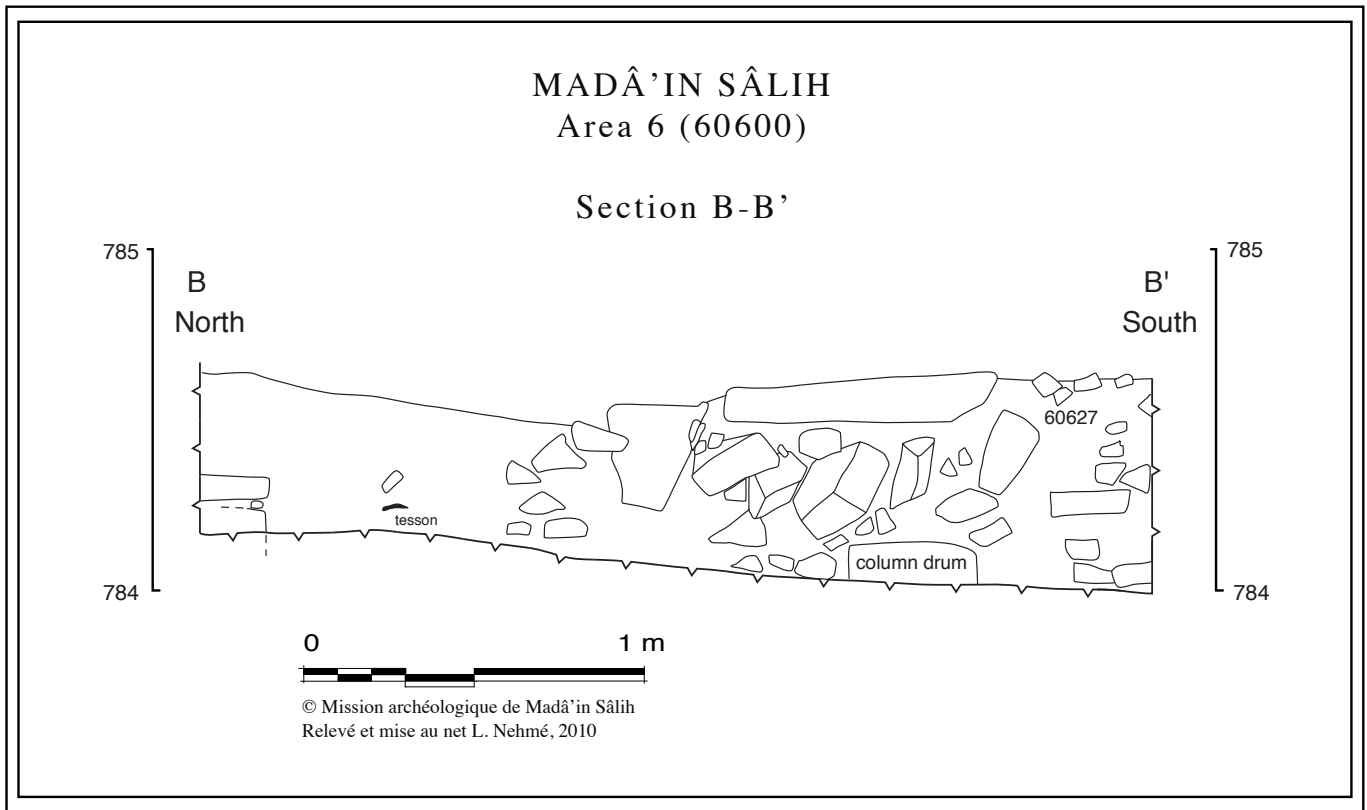 MADÂ’IN SÂLIH
Area 6 (60600)
Section B-B’
785
785
B
North
B'
South
60627
tesson
column drum
784
784
0 1 m
© Mission archéologique de Madâ’in Sâlih
Relevé et mise au net L. Nehmé, 2010